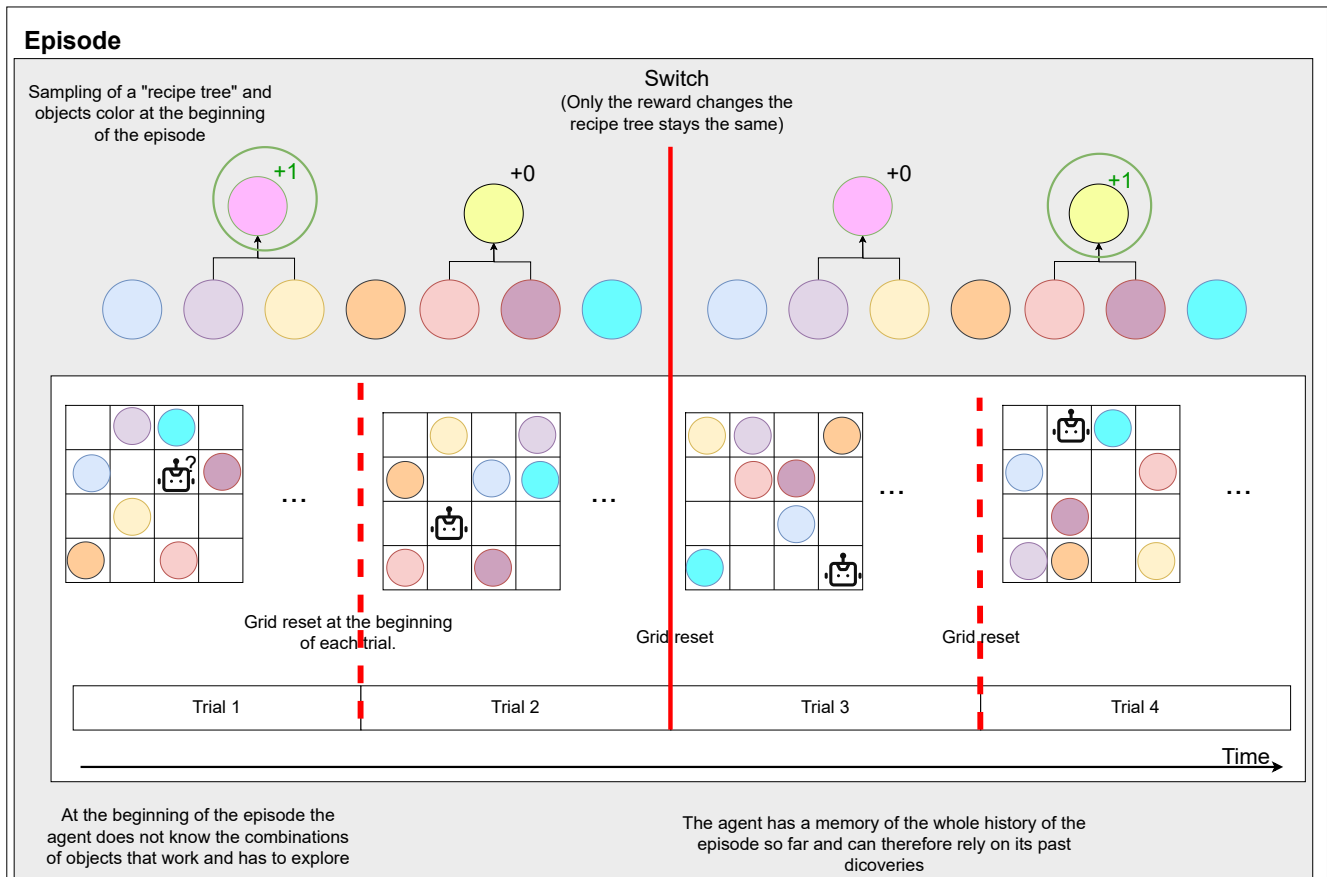 Episode
Sampling of a "recipe tree" and
objects color at the beginning
of the episode
Switch
(Only the reward changes the
recipe tree stays the same)
+1
+0
+0
+1
?
...
...
...
...
Grid reset at the beginning
of each trial.
Grid reset
Grid reset
Trial 1
Trial 2
Trial 3
Trial 4
Time
At the beginning of the episode the
agent does not know the combinations
of objects that work and has to explore
The agent has a memory of the whole history of the
episode so far and can therefore rely on its past
dicoveries